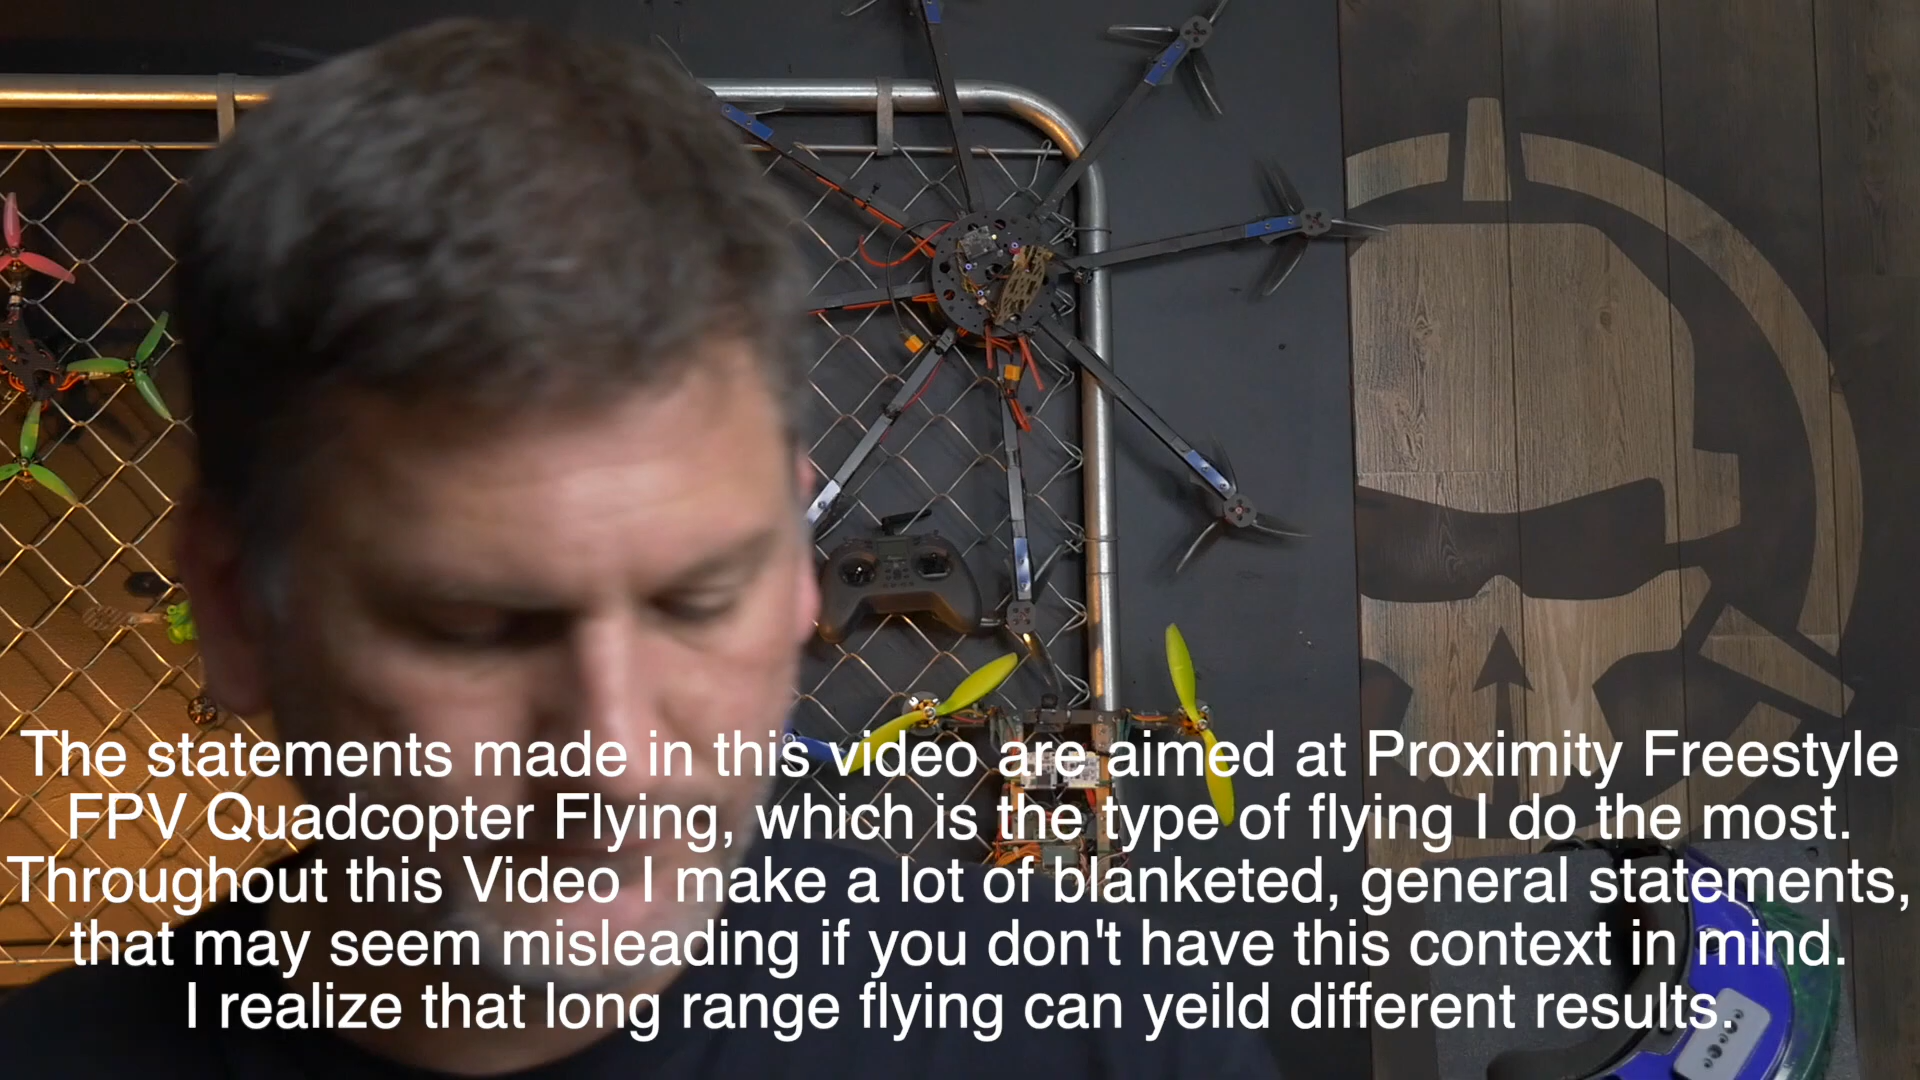 The statements made in this video are aimed at Proximity Freestyle
FPV Quadcopter Flying, which is the type of flying I do the most.
Throughout this Video I make a lot of blanketed, general statements,
that may seem misleading if you don't have this context in mind.
I realize that long range flying can yeild different results.